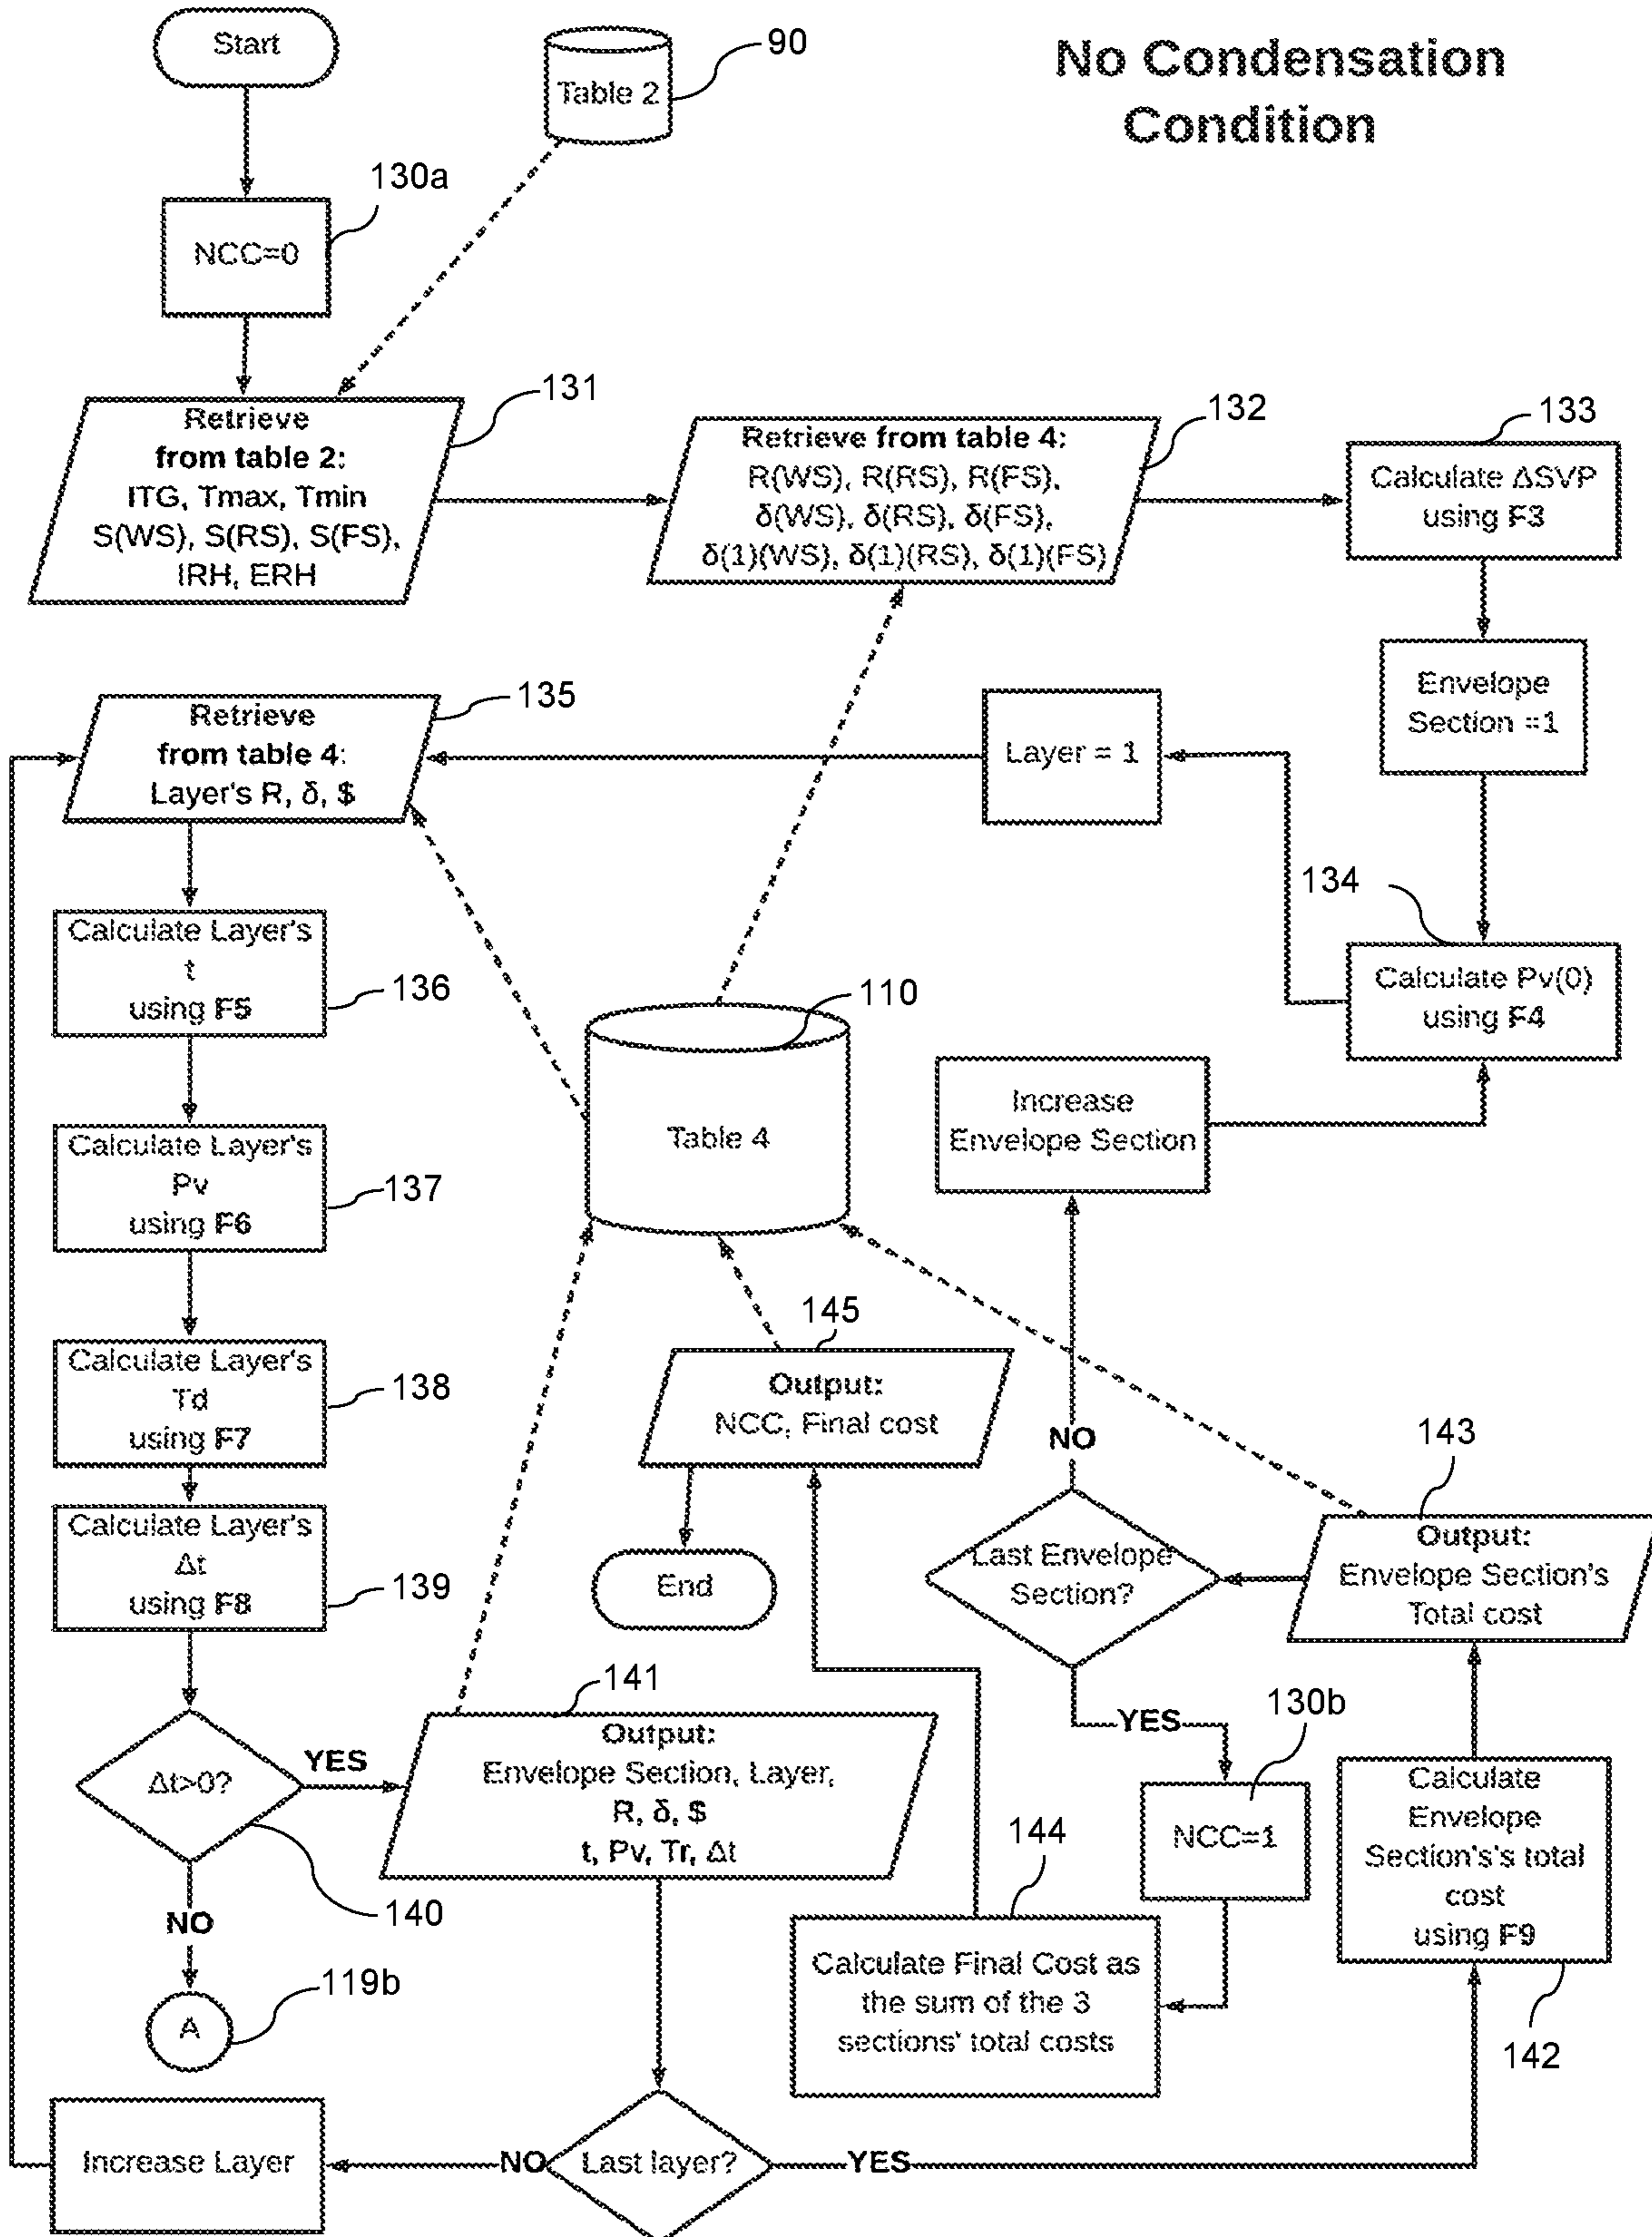 Start
Table 2
90
No Condensation
Condition
130a
NCC=0
131
Retrieve
from table 2:
ITG, Tmax, Tmin
S(WS), S(RS), S(FS),
IRH, ERH
132
Retrieve from table 4:
R(WS), R(RS), R(FS),
δ(WS), δ(RS), δ(FS),
δ(1)(WS), δ(1)(RS), δ(1)(FS)
133
Calculate ΔSVP
using F3
Envelope
Section =1
134
Calculate Pv(0)
using F4
Layer = 1
135
Retrieve
from table 4:
Layer's R, δ, $
Calculate Layer's
t
using F5
136
Calculate Layer's
Pv
using F6
137
Calculate Layer's
Td
using F7
138
Calculate Layer's
Δt
using F8
139
Δt>0?
YES
NO
140
A
119b
110
Table 4
Increase
Envelope Section
145
Output:
NCC, Final cost
End
NO
Last Envelope
Section?
YES
143
Output:
Envelope Section's
Total cost
141
Output:
Envelope Section, Layer,
R, δ, $
t, Pv, Tr, Δt
130b
NCC=1
144
Calculate Final Cost as
the sum of the 3
sections' total costs
Calculate
Envelope
Section's's total
cost
using F9
142
Increase Layer
NO
Last layer?
YES